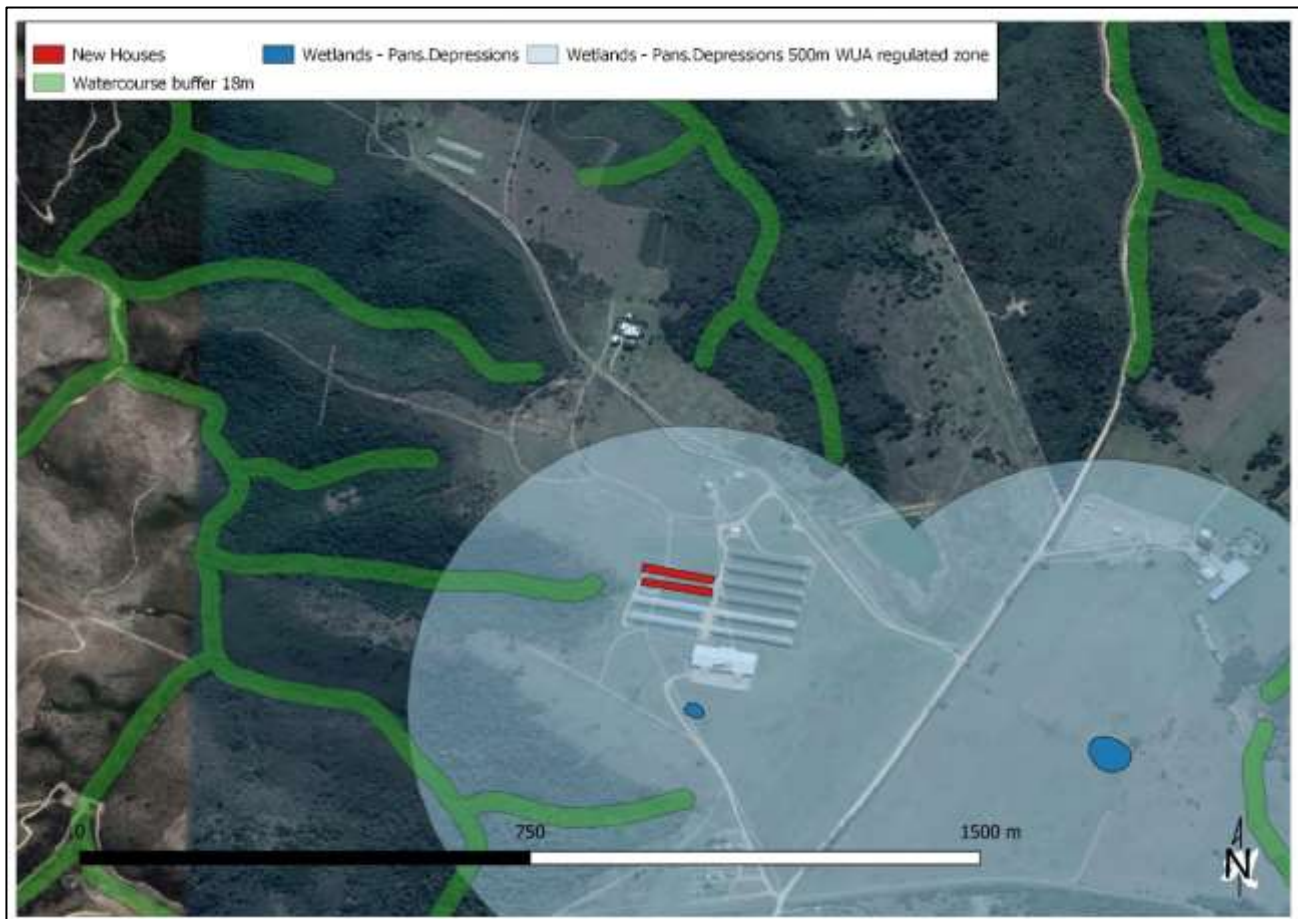 New Houses Wetlands - Pans.Depressions Wetlands - Pans.Depressions 500m WUA regulated zone
Watercourse buffer 18m
0 750 1500 m
N